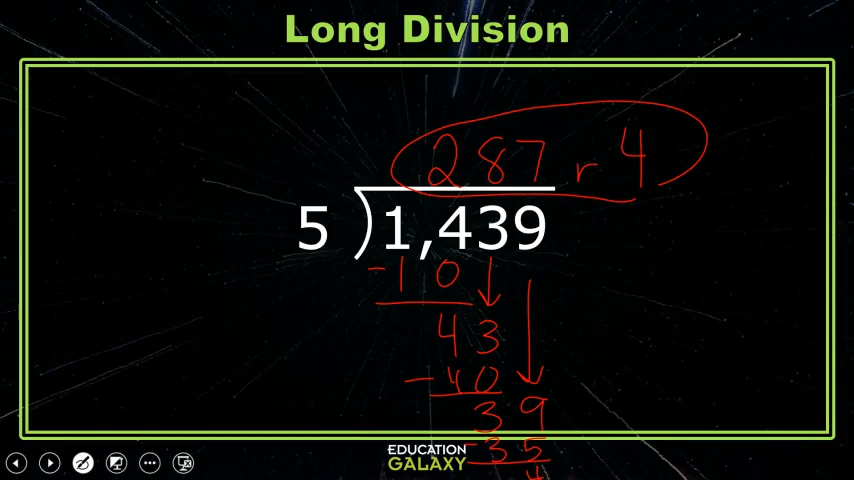 Long Division
287 r 4
5 ) 1,439
-10
43
-40
39
-35
4
EDUCATION
GALAXY